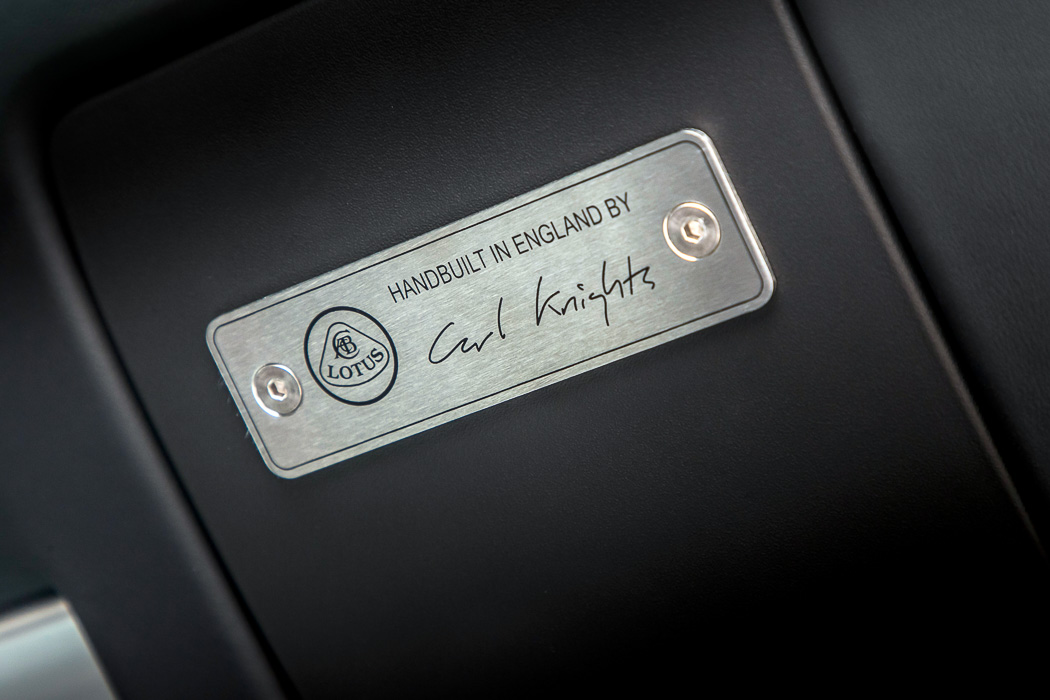 HANDBUILT IN ENGLAND BY
Carl Knights
LOTUS